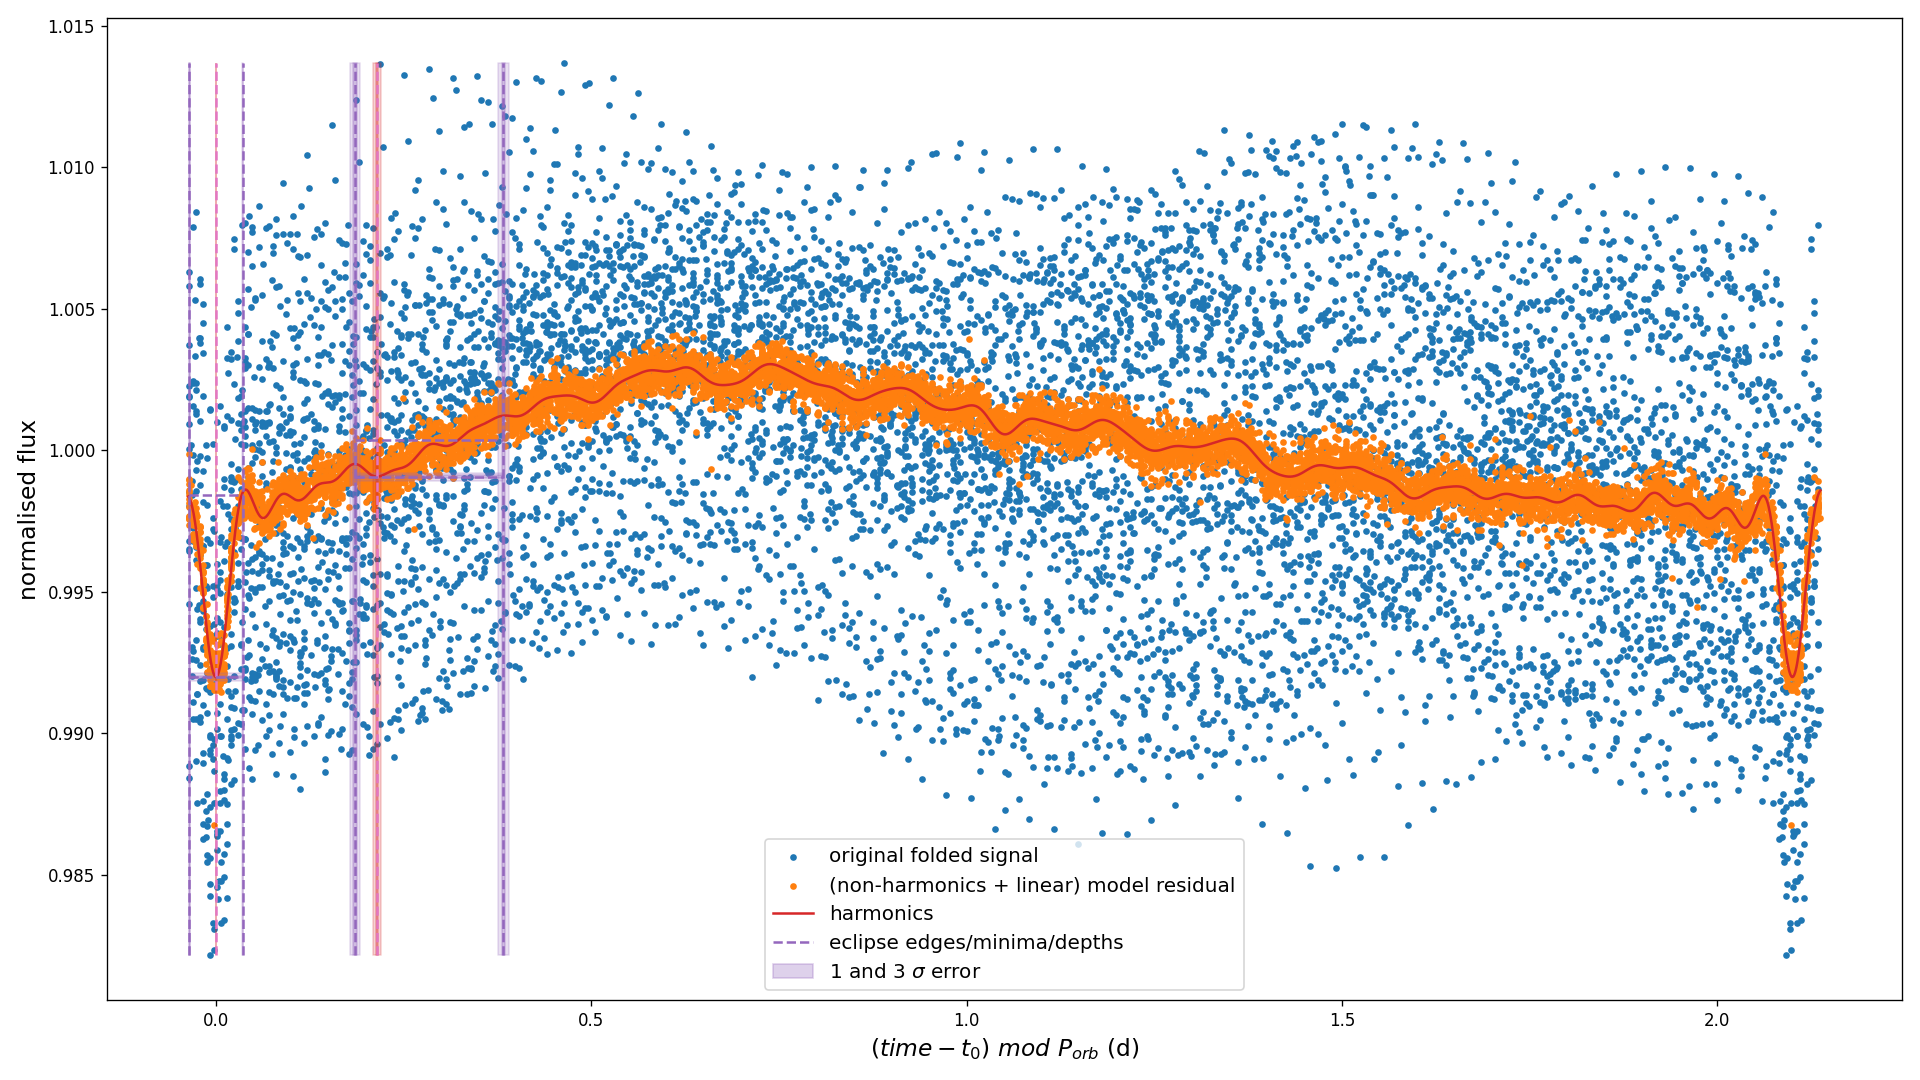 1.015
1.010
1.005
1.000
0.995
0.990
0.985
normalised flux
original folded signal
(non-harmonics + linear) model residual
harmonics
eclipse edges/minima/depths
1 and 3 σ error
0.0 0.5 1.0 1.5 2.0
(time − t₀) mod Pₒᵣᵦ (d)